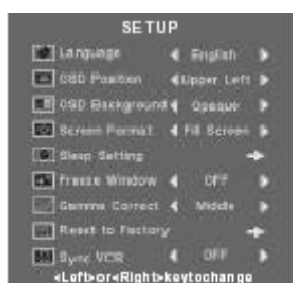 SETUP
Language English
OSD Position Upper Left
OSD Background Opaque
Screen Format Fill Screen
Sleep Setting
Freeze Window OFF
Gamma Correct Middle
Reset to Factory
Sync VCR OFF
◀Left▶or◀Right▶keytochange